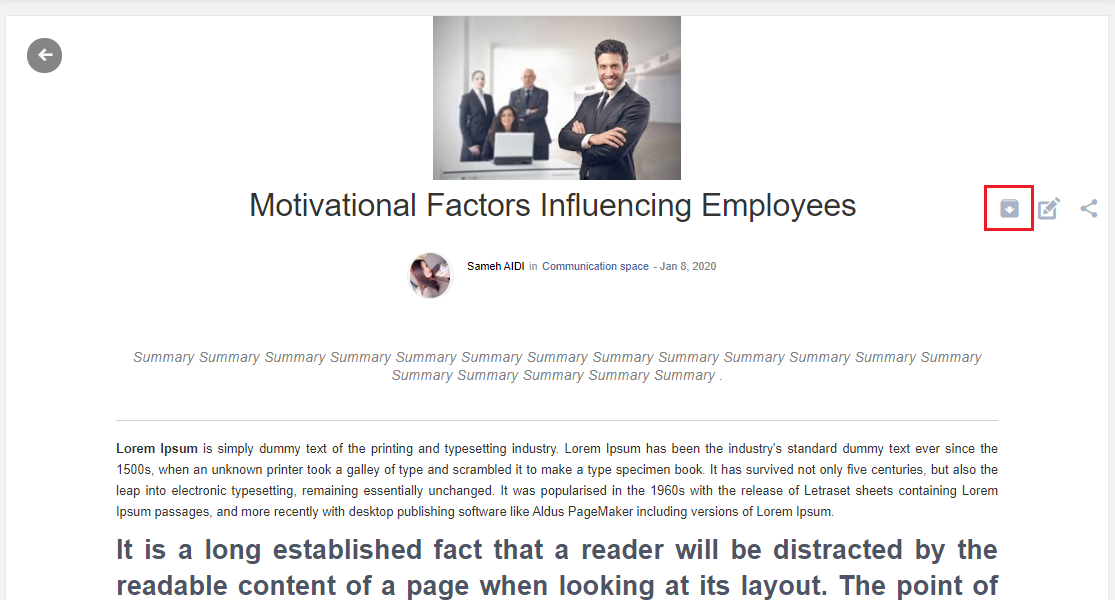 Motivational Factors Influencing Employees
Sameh AIDI in Communication space - Jan 8, 2020
Summary Summary Summary Summary Summary Summary Summary Summary Summary Summary Summary Summary Summary
Summary Summary Summary Summary Summary .
Lorem Ipsum is simply dummy text of the printing and typesetting industry. Lorem Ipsum has been the industry's standard dummy text ever since the
1500s, when an unknown printer took a galley of type and scrambled it to make a type specimen book. It has survived not only five centuries, but also the
leap into electronic typesetting, remaining essentially unchanged. It was popularised in the 1960s with the release of Letraset sheets containing Lorem
Ipsum passages, and more recently with desktop publishing software like Aldus PageMaker including versions of Lorem Ipsum.
It is a long established fact that a reader will be distracted by the
readable content of a page when looking at its layout. The point of